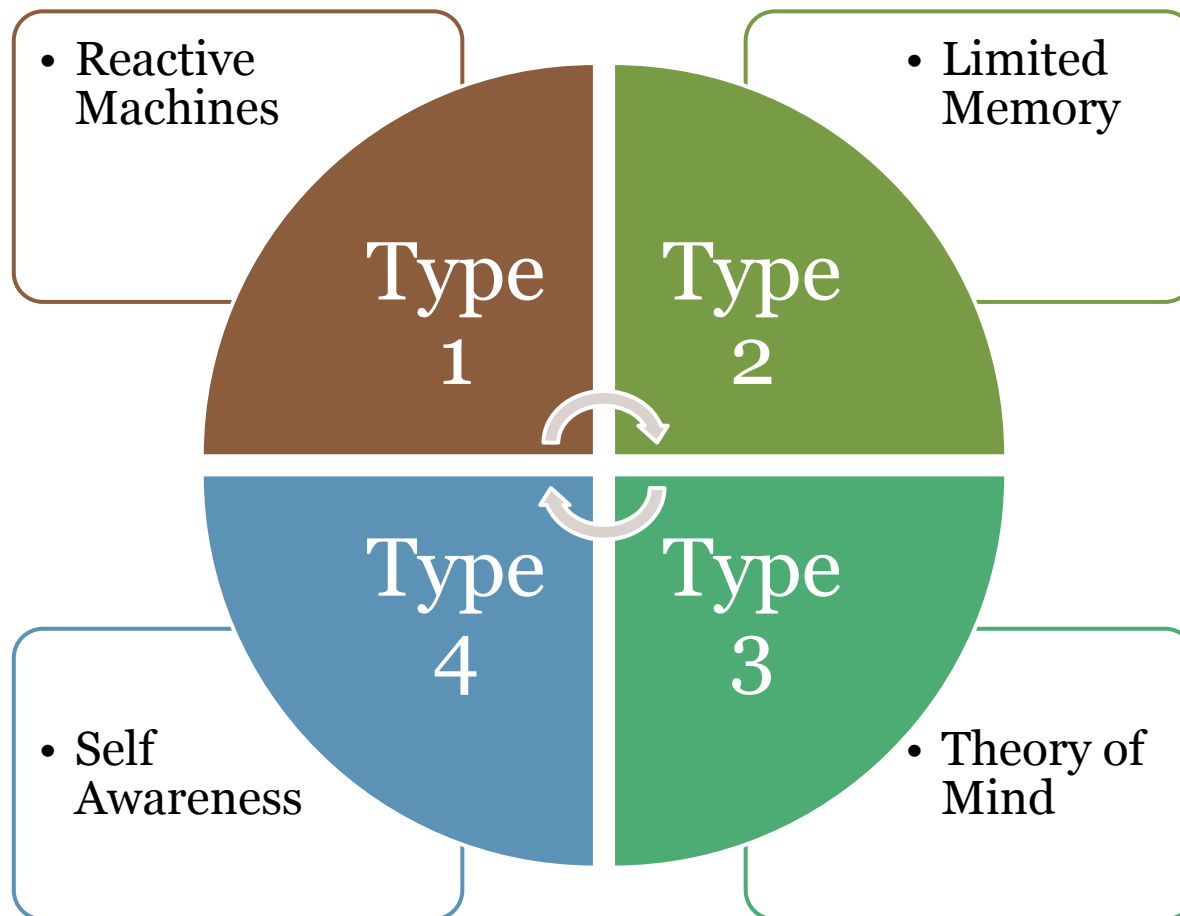 • Reactive
Machines
• Limited
Memory
Type
1
Type
2
Type
4
Type
3
• Self
Awareness
• Theory of
Mind